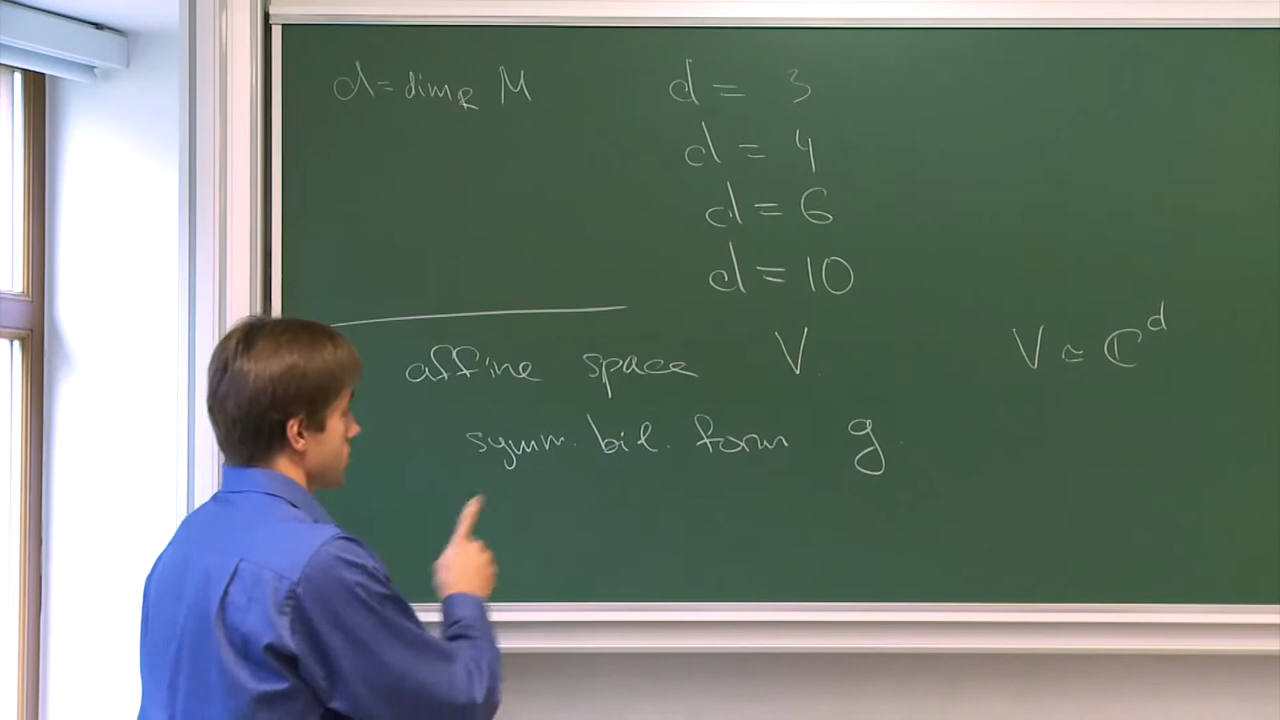 d = dim_R M
d = 3
d = 4
d = 6
d = 10
affine space V. V ≃ ℂ^d
symm. bil. form g.